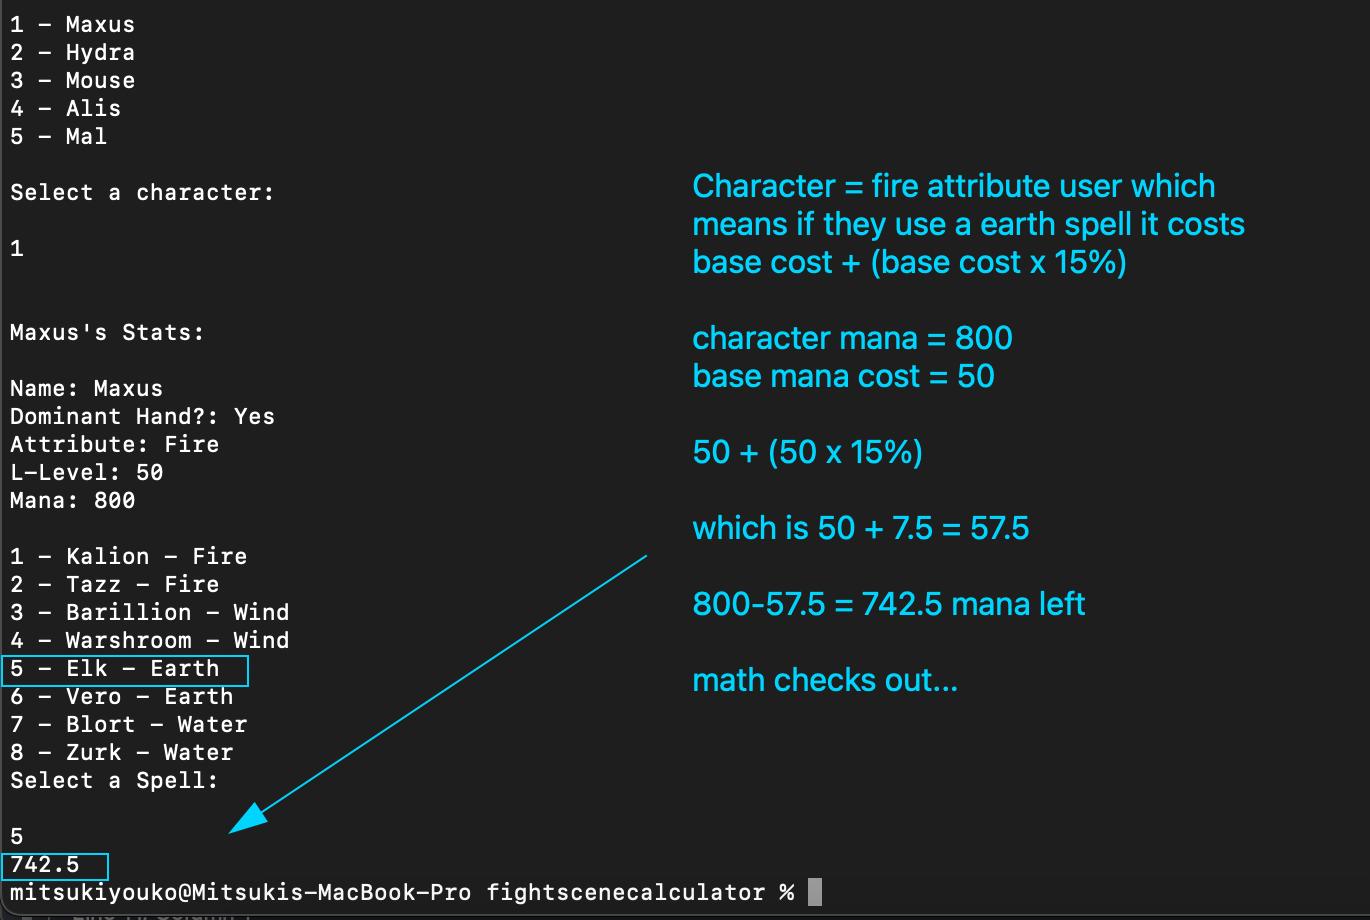 1 - Maxus
2 - Hydra
3 - Mouse
4 - Alis
5 - Mal
Select a character:
1
Maxus's Stats:
Name: Maxus
Dominant Hand?: Yes
Attribute: Fire
L-Level: 50
Mana: 800
1 - Kalion - Fire
2 - Tazz - Fire
3 - Barillion - Wind
4 - Warshroom - Wind
5 - Elk - Earth
6 - Vero - Earth
7 - Blort - Water
8 - Zurk - Water
Select a Spell:
5
742.5
mitsukiyouko@Mitsukis-MacBook-Pro fightscenecalculator %
Character = fire attribute user which
means if they use a earth spell it costs
base cost + (base cost x 15%)
character mana = 800
base mana cost = 50
50 + (50 x 15%)
which is 50 + 7.5 = 57.5
800-57.5 = 742.5 mana left
math checks out...